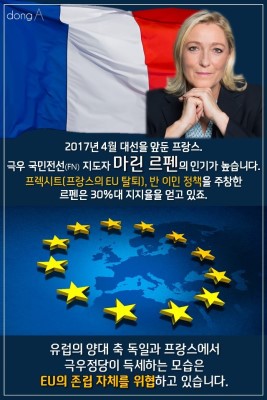 dongA
2017년 4월 대선을 앞둔 프랑스.
극우 국민전선(FN) 지도자 마린 르펜의 인기가 높습니다.
프렉시트(프랑스의 EU 탈퇴), 반 이민 정책을 주창한
르펜은 30%대 지지율을 얻고 있죠.
유럽의 양대 축 독일과 프랑스에서
극우정당이 득세하는 모습은
EU의 존립 자체를 위협하고 있습니다.